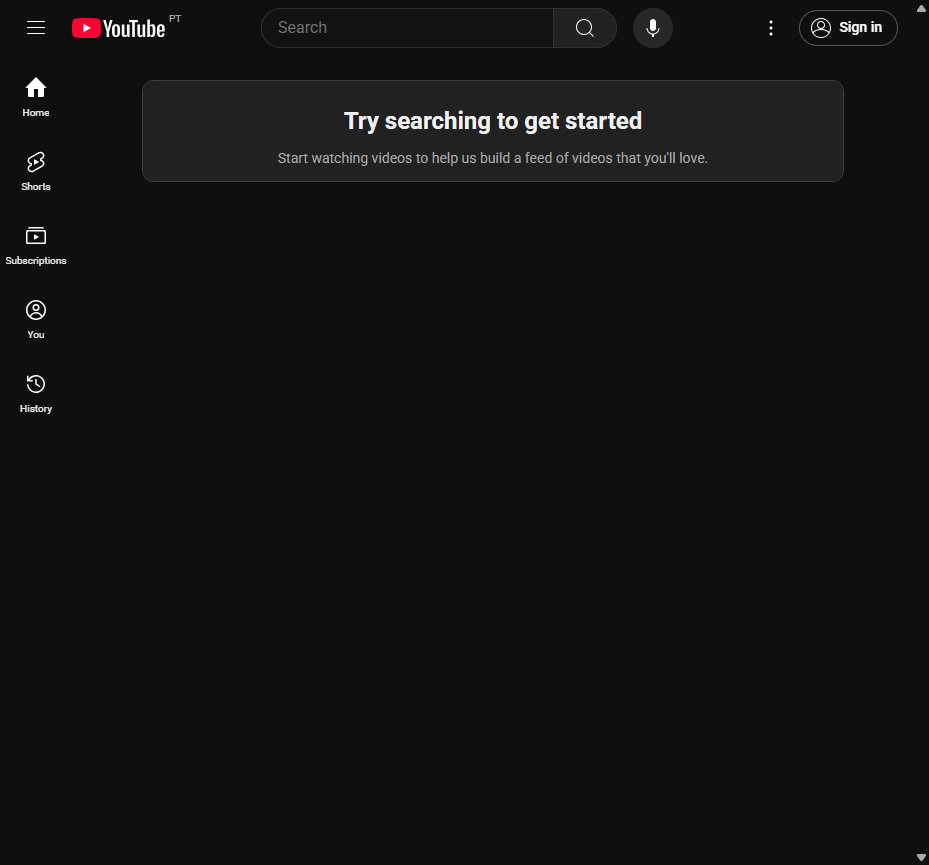 YouTube PT
Search
Sign in
Home
Shorts
Subscriptions
You
History
Try searching to get started
Start watching videos to help us build a feed of videos that you'll love.